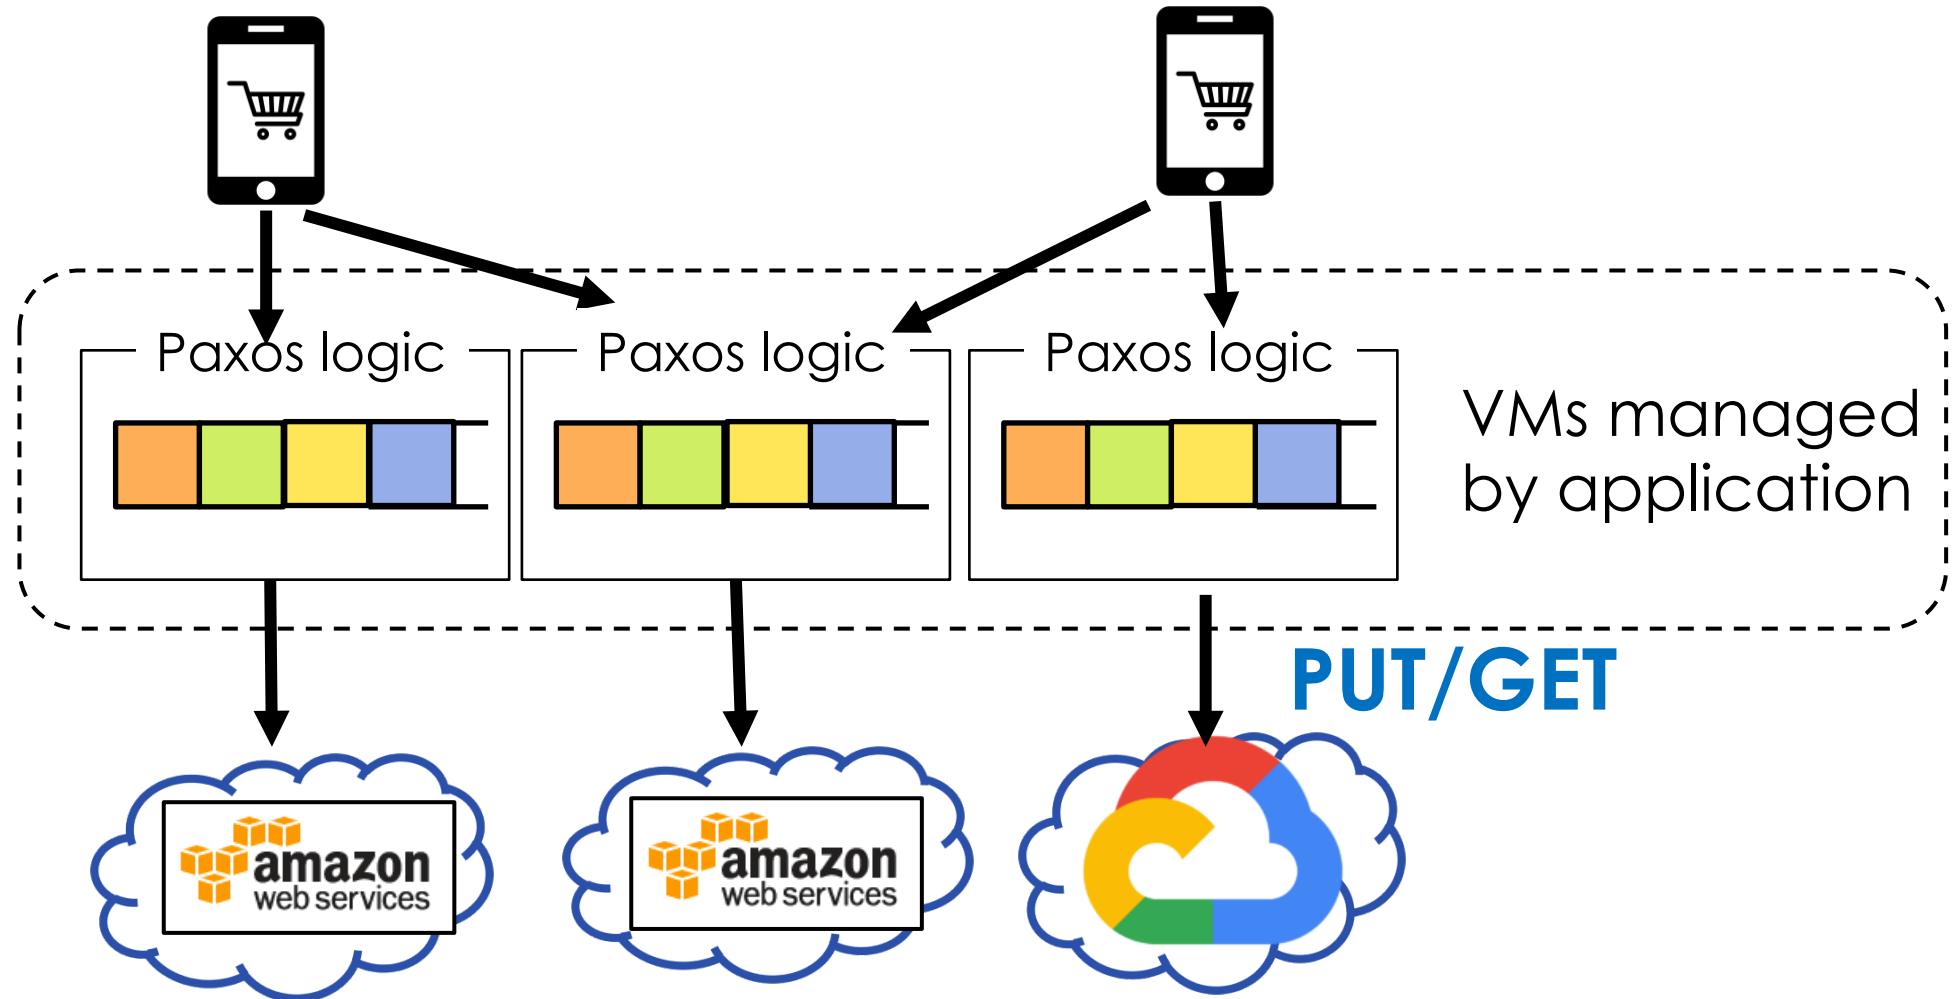 Paxos logic
Paxos logic
Paxos logic
VMs managed
by application
PUT/GET
amazon
web services
amazon
web services